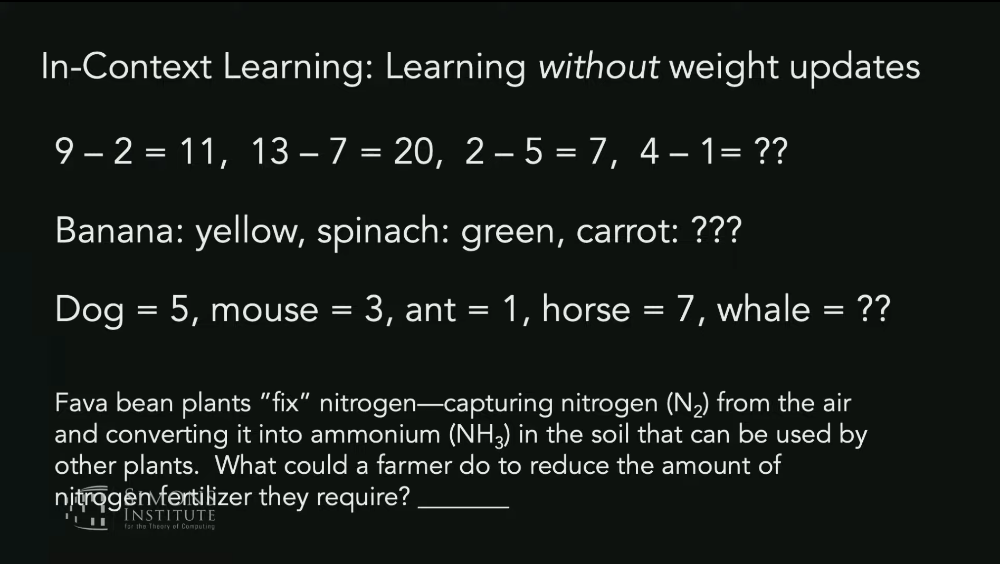 In-Context Learning: Learning without weight updates
9 – 2 = 11, 13 – 7 = 20, 2 – 5 = 7, 4 – 1= ??
Banana: yellow, spinach: green, carrot: ???
Dog = 5, mouse = 3, ant = 1, horse = 7, whale = ??
Fava bean plants ”fix” nitrogen—capturing nitrogen (N₂) from the air
and converting it into ammonium (NH₃) in the soil that can be used by
other plants. What could a farmer do to reduce the amount of
nitrogen fertilizer they require? _______
SIMONS
INSTITUTE
for the Theory of Computing